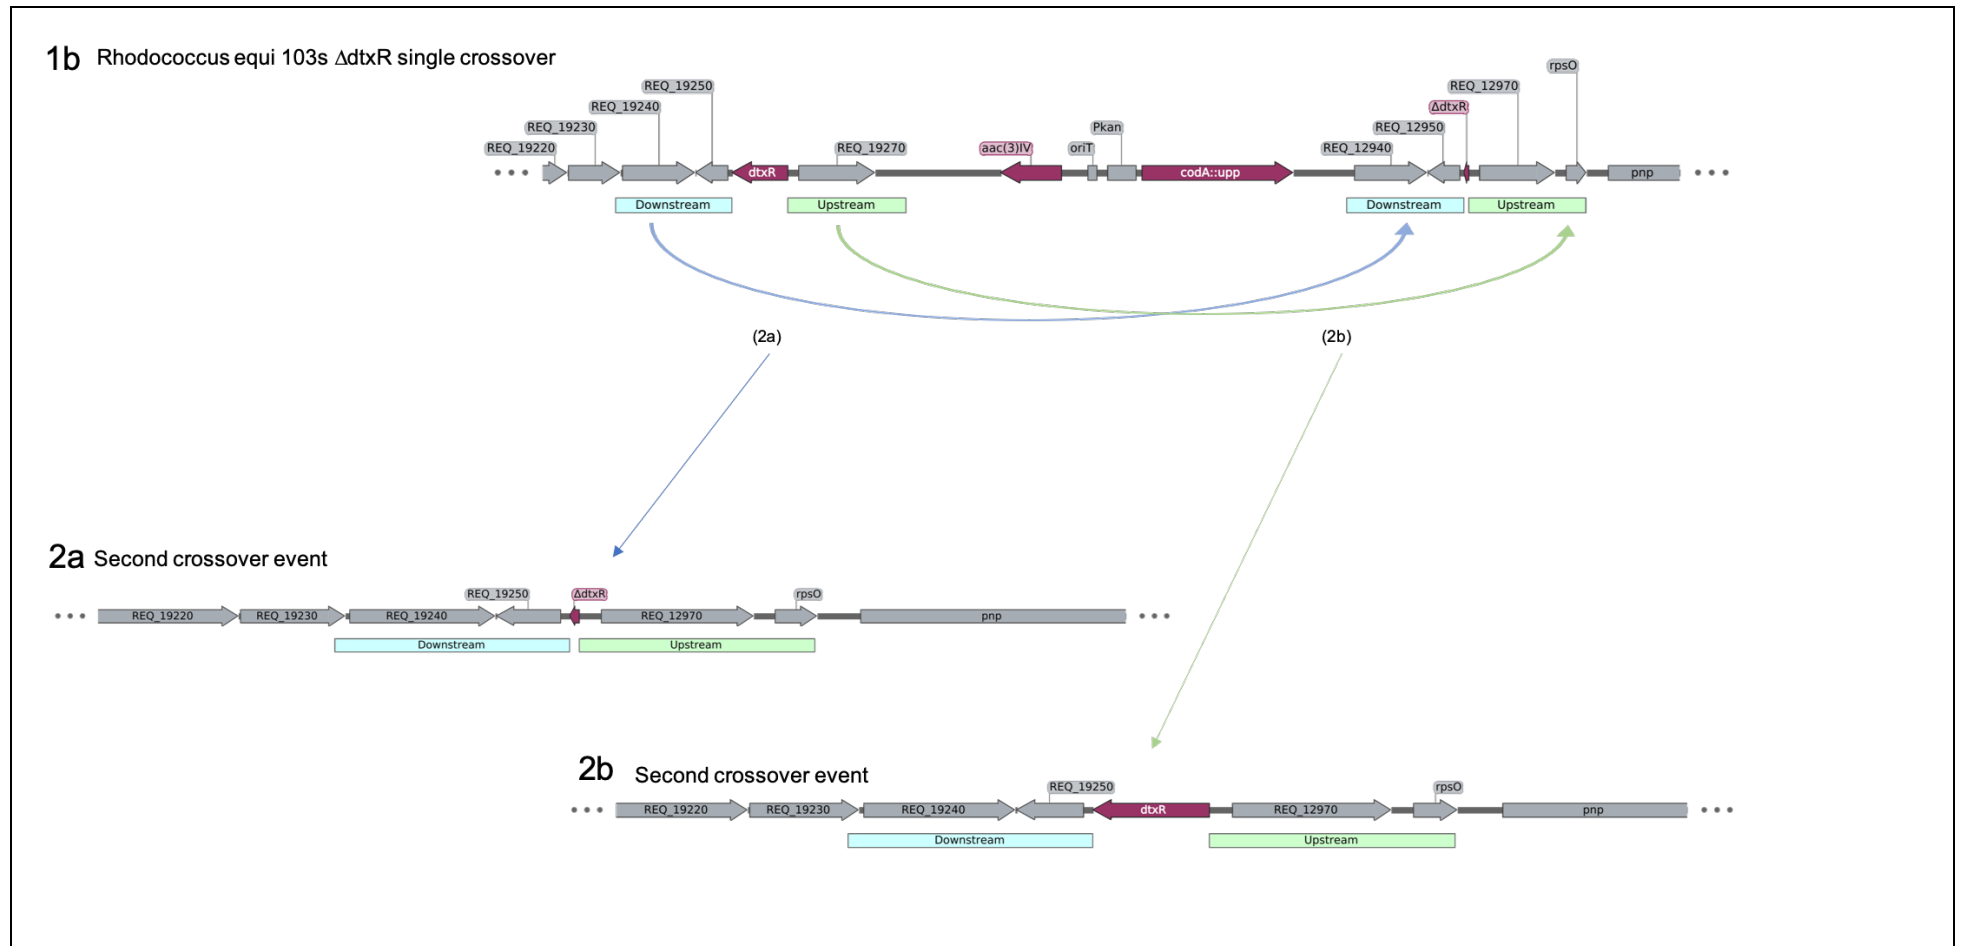 1b Rhodococcus equi 103s ΔdtxR single crossover
rpsO
REQ_19250 REQ_12970
REQ_19240 ΔdtxR
REQ_19230 Pkan REQ_12950
REQ_19220 REQ_19270 aac(3)IV oriT REQ_12940
dtxR codA::upp pnp
Downstream Upstream Downstream Upstream
(2a) (2b)
2a Second crossover event
REQ_19250 ΔdtxR rpsO
REQ_19220 REQ_19230 REQ_19240 REQ_12970 pnp
Downstream Upstream
2b Second crossover event
REQ_19250 rpsO
REQ_19220 REQ_19230 REQ_19240 dtxR REQ_12970 pnp
Downstream Upstream